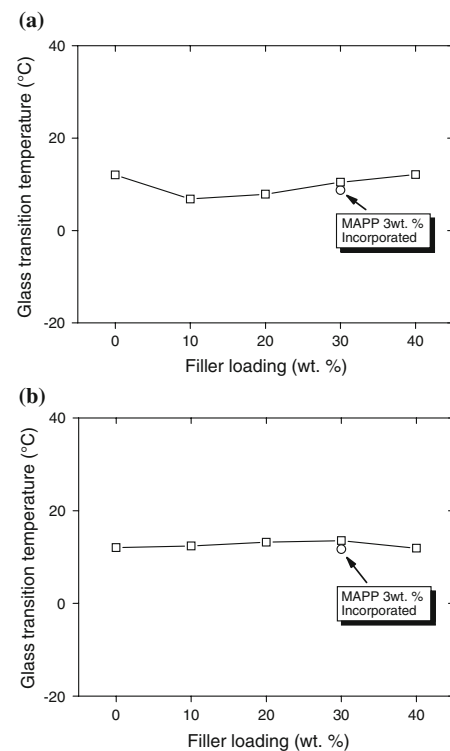 (a)
40
20
0
-20
Glass transition temperature (°C)
MAPP 3wt. %
Incorporated
0 10 20 30 40
Filler loading (wt. %)
(b)
40
20
0
-20
Glass transition temperature (°C)
MAPP 3wt. %
Incorporated
0 10 20 30 40
Filler loading (wt. %)